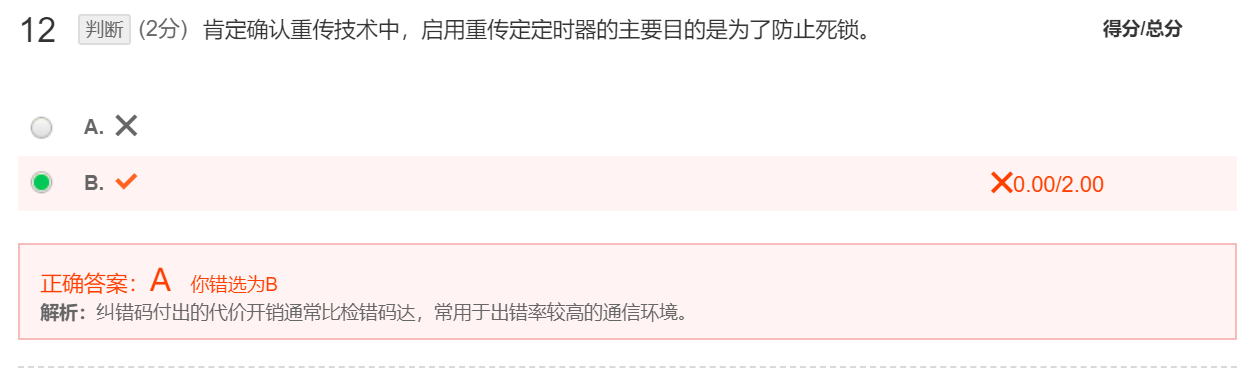 12 判断 (2分) 肯定确认重传技术中，启用重传定定时器的主要目的是为了防止死锁。 得分/总分
A. ✕
B. ✓ ✕0.00/2.00
正确答案：A 你错选为B
解析：纠错码付出的代价开销通常比检错码达，常用于出错率较高的通信环境。